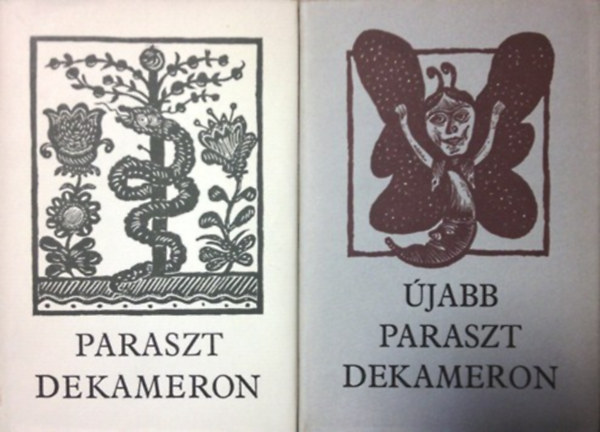 PARASZT
DEKAMERON
ÚJABB
PARASZT
DEKAMERON